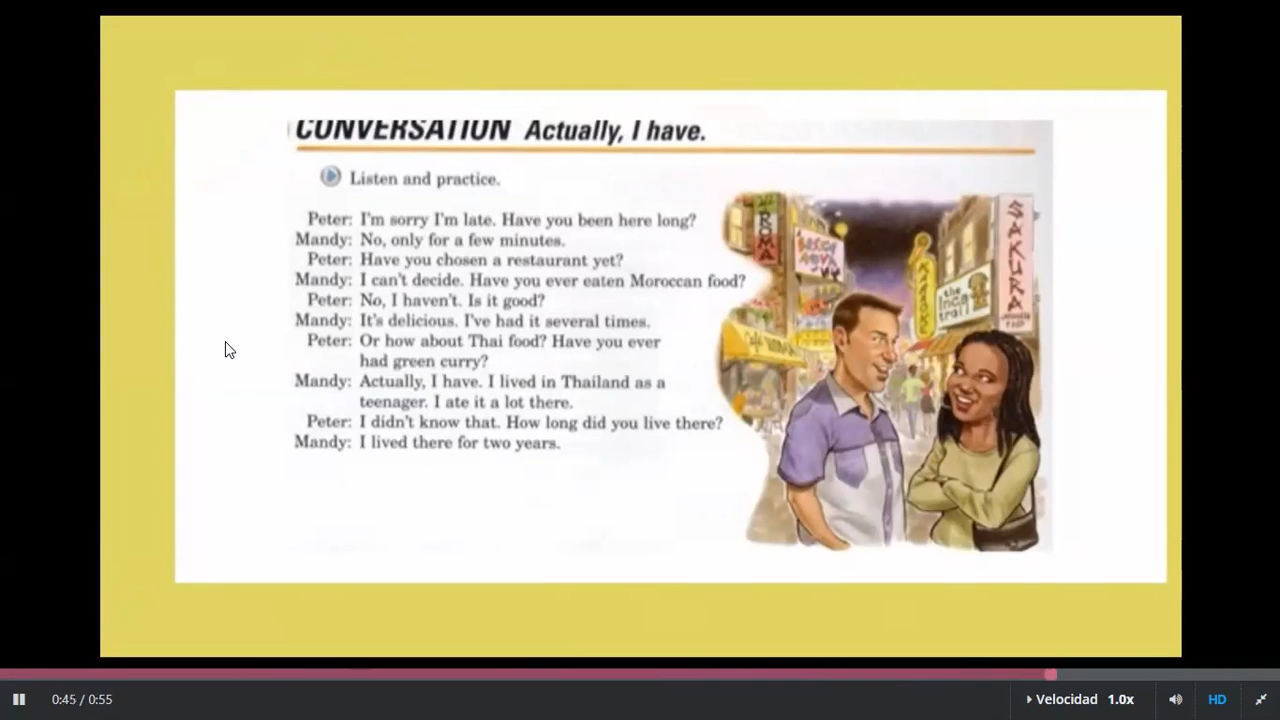 CONVERSATION Actually, I have.
Listen and practice.
Peter: I'm sorry I'm late. Have you been here long?
Mandy: No, only for a few minutes.
Peter: Have you chosen a restaurant yet?
Mandy: I can't decide. Have you ever eaten Moroccan food?
Peter: No, I haven't. Is it good?
Mandy: It's delicious. I've had it several times.
Peter: Or how about Thai food? Have you ever
had green curry?
Mandy: Actually, I have. I lived in Thailand as a
teenager. I ate it a lot there.
Peter: I didn't know that. How long did you live there?
Mandy: I lived there for two years.
ROMA
BOSSA
NOVA
KARAOKE
the
Inca
trail
SAKURA
Café
0:45 / 0:55
Velocidad 1.0x
HD